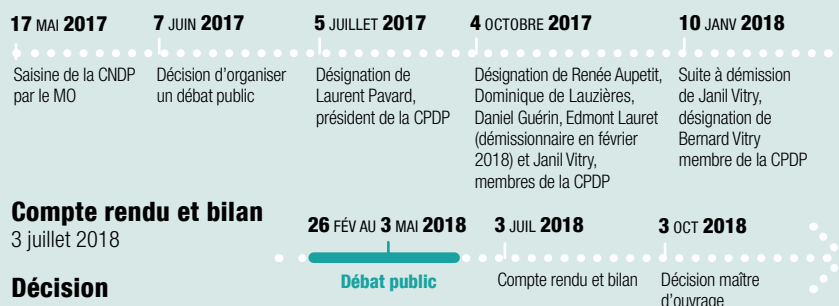 17 MAI 2017
Saisine de la CNDP
par le MO
7 JUIN 2017
Décision d'organiser
un débat public
5 JUILLET 2017
Désignation de
Laurent Pavard,
président de la CPDP
4 OCTOBRE 2017
Désignation de Renée Aupetit,
Dominique de Lauzières,
Daniel Guérin, Edmont Lauret
(démissionnaire en février
2018) et Janil Vitry,
membres de la CPDP
10 JANV 2018
Suite à démission
de Janil Vitry,
désignation de
Bernard Vitry
membre de la CPDP
Compte rendu et bilan
3 juillet 2018
Décision
26 FÉV AU 3 MAI 2018
Débat public
3 JUIL 2018
Compte rendu et bilan
3 OCT 2018
Décision maître
d'ouvrage